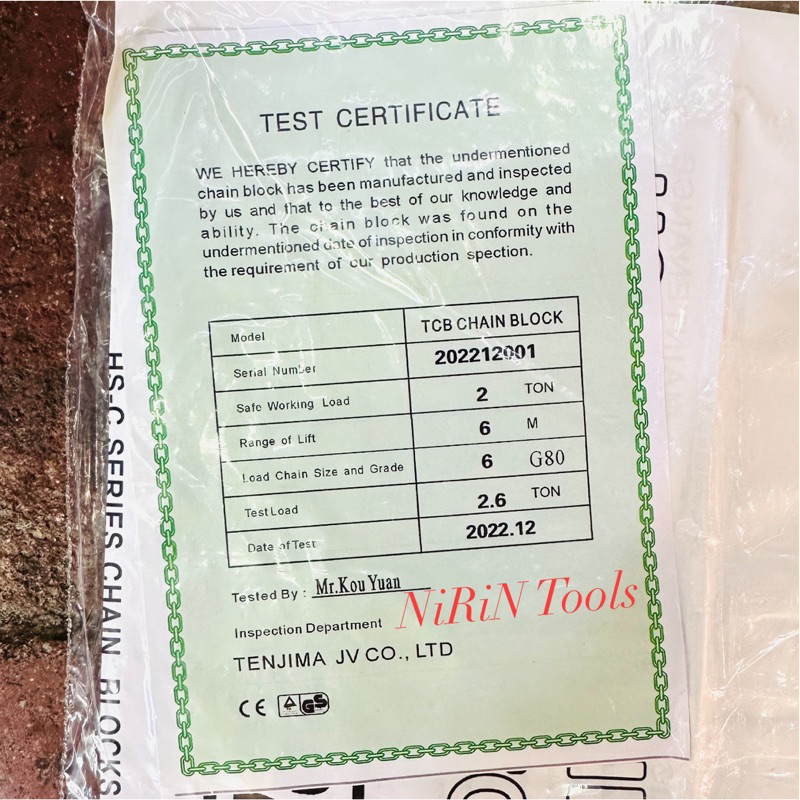 TEST CERTIFICATE
WE HEREBY CERTIFY that the undermentioned
chain block has been manufactured and inspected
by us and that to the best of our knowledge and
ability. The chain block was found on the
undermentioned date of inspection in conformity with
the requirement of our production spection.
Model TCB CHAIN BLOCK
Serial Number 202212001
Safe Working Load 2 TON
Range of Lift 6 M
Load Chain Size and Grade 6 G80
Test Load 2.6 TON
Date of Test 2022.12
Tested By : Mr.Kou Yuan
NiRiN Tools
Inspection Department
TENJIMA JV CO., LTD
CE GS
HS-C SERIES CHAIN BLOCKS